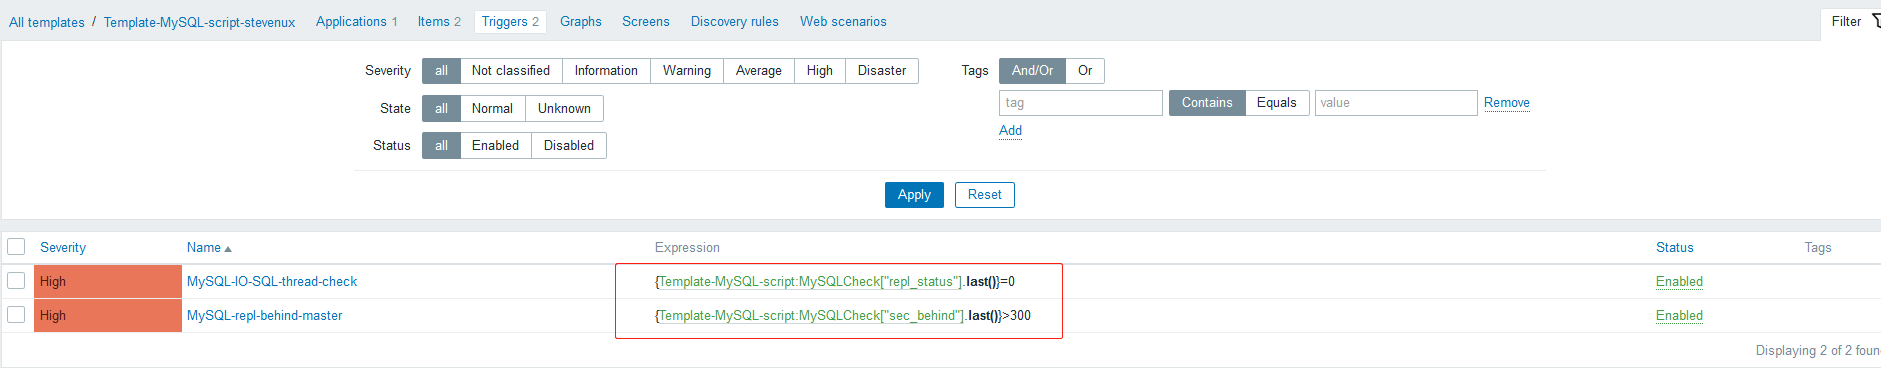 All templates / Template-MySQL-script-stevenux Applications 1 Items 2 Triggers 2 Graphs Screens Discovery rules Web scenarios
Filter
Severity all Not classified Information Warning Average High Disaster
Tags And/Or Or
tag Contains Equals value Remove
Add
State all Normal Unknown
Status all Enabled Disabled
Apply Reset
Severity Name Expression Status Tags
High MySQL-IO-SQL-thread-check {Template-MySQL-script:MySQLCheck["repl_status"].last()}=0 Enabled
High MySQL-repl-behind-master {Template-MySQL-script:MySQLCheck["sec_behind"].last()}>300 Enabled
Displaying 2 of 2 foun